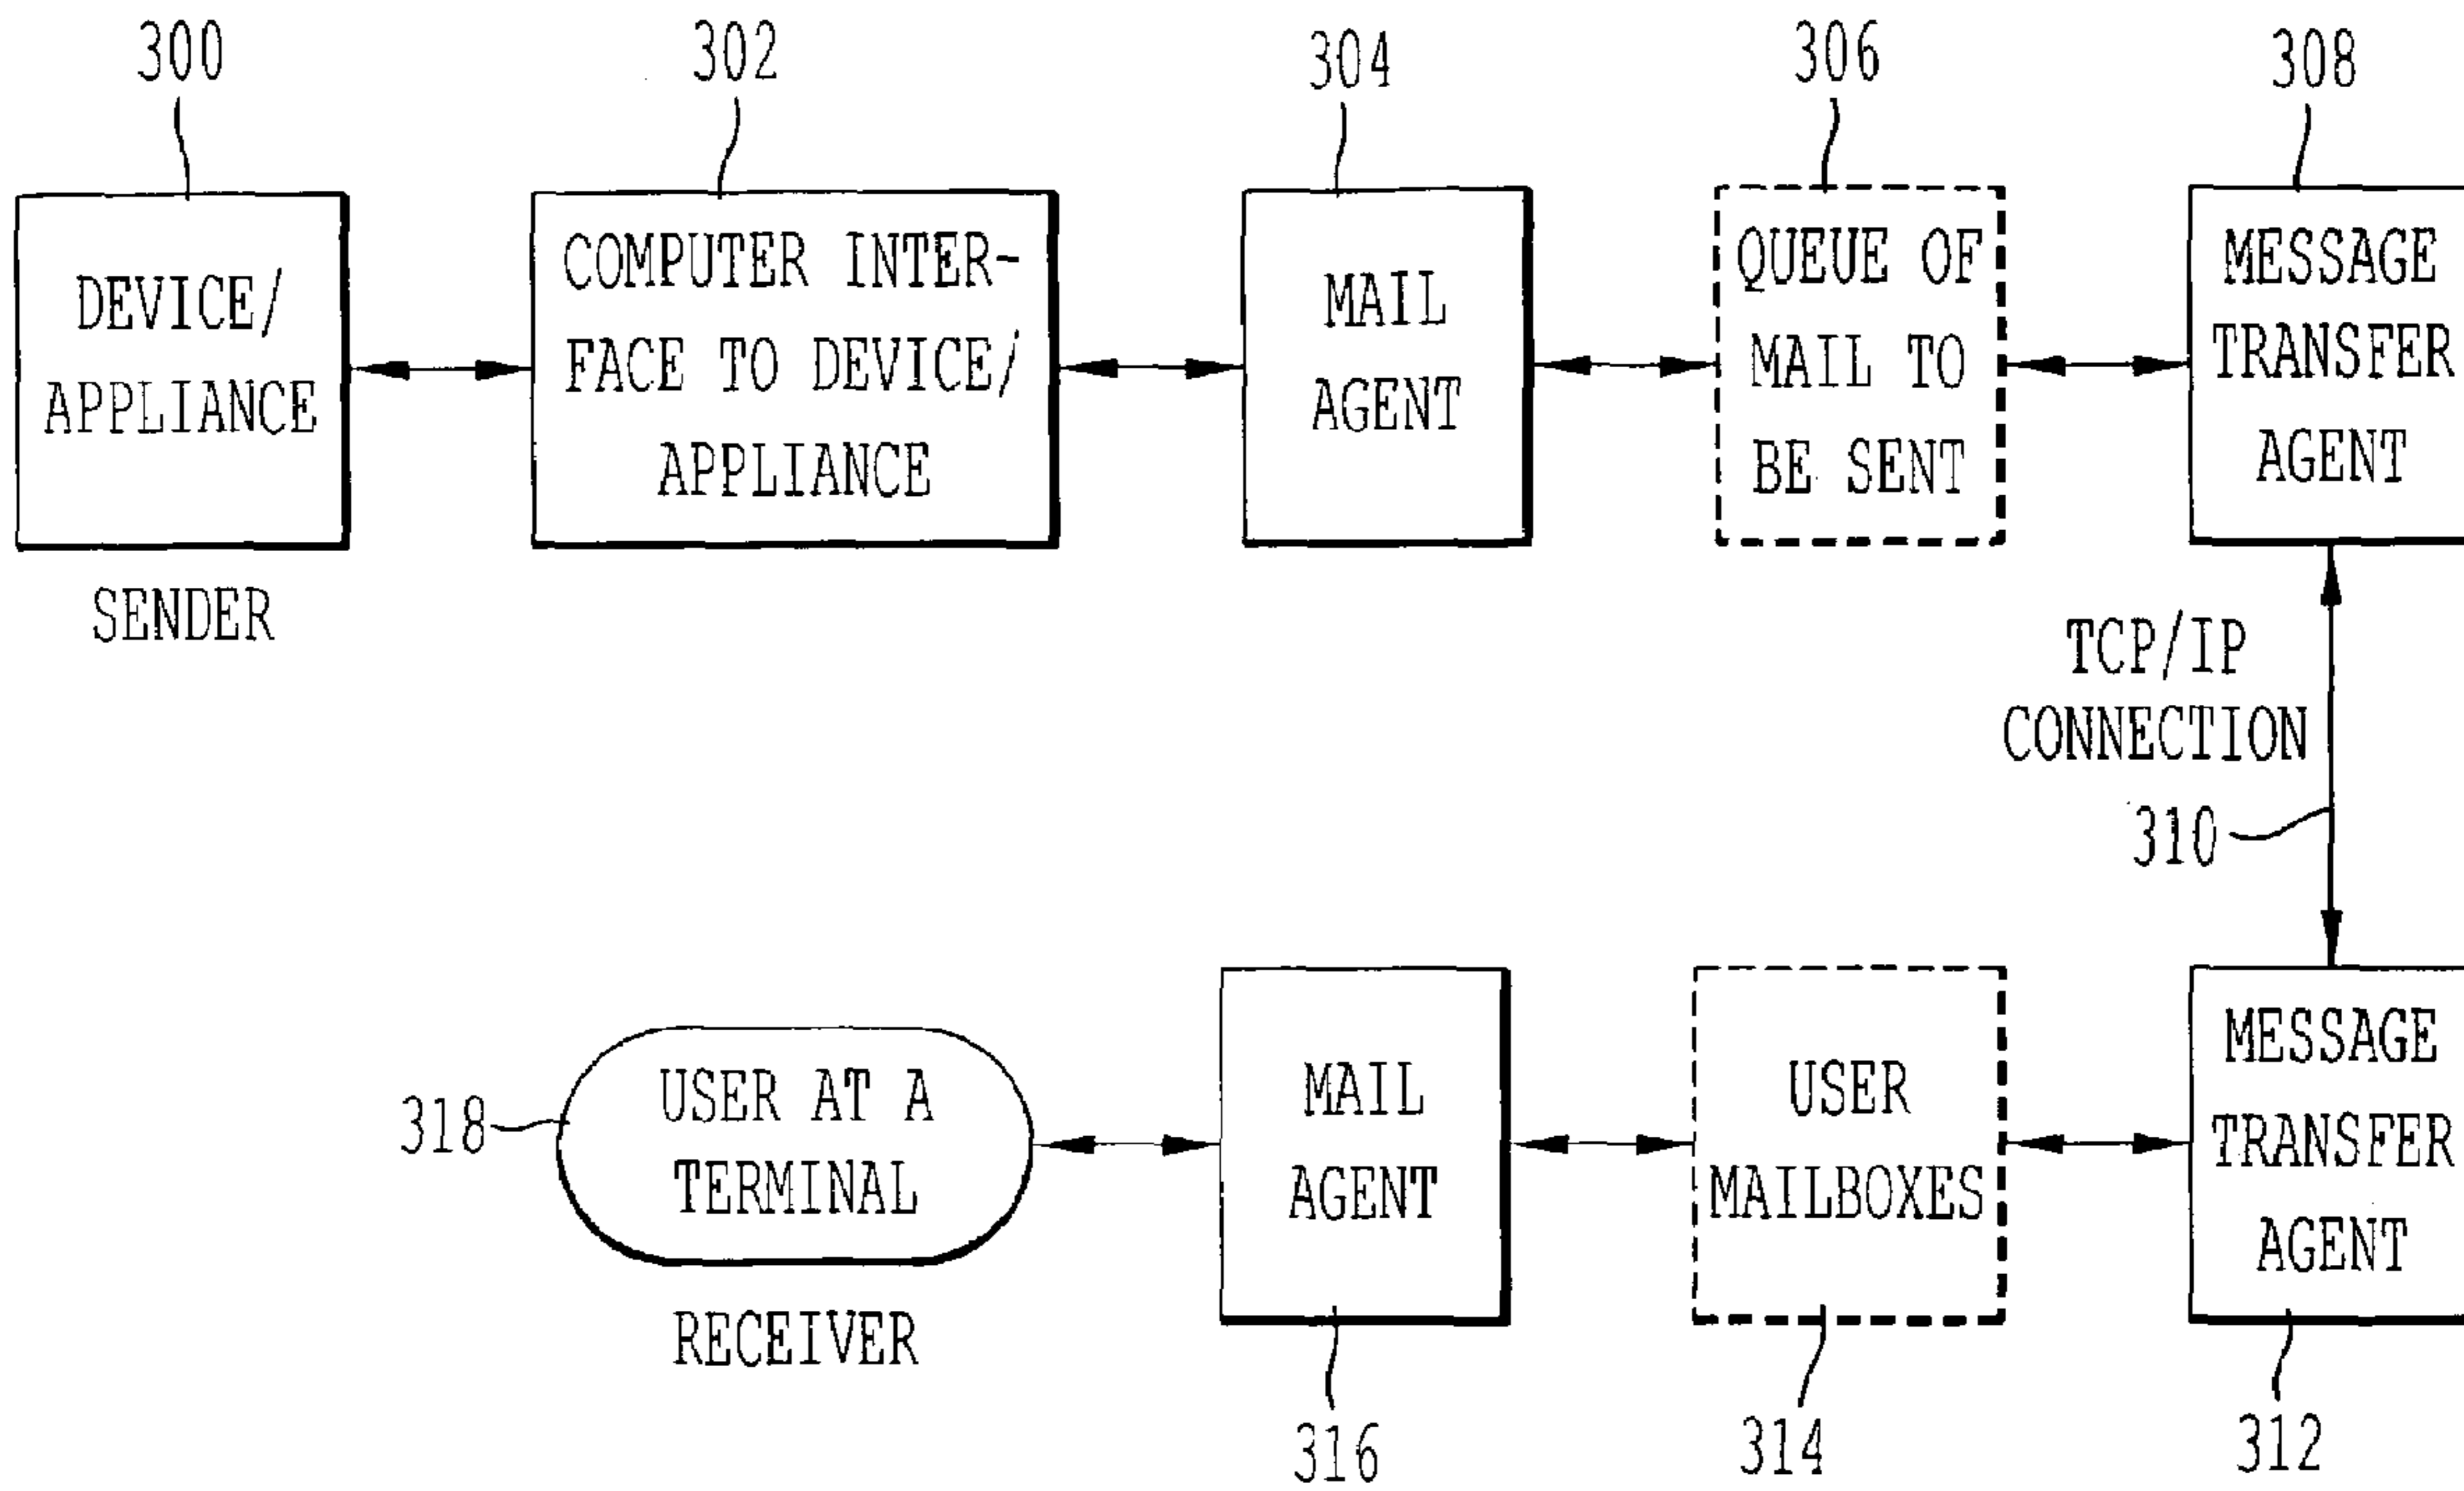 300
302
304
306
308
DEVICE/
APPLIANCE
SENDER
COMPUTER INTER-
FACE TO DEVICE/
APPLIANCE
MAIL
AGENT
QUEUE OF
MAIL TO
BE SENT
MESSAGE
TRANSFER
AGENT
TCP/IP
CONNECTION
310
318
USER AT A
TERMINAL
RECEIVER
MAIL
AGENT
USER
MAILBOXES
MESSAGE
TRANSFER
AGENT
316
314
312